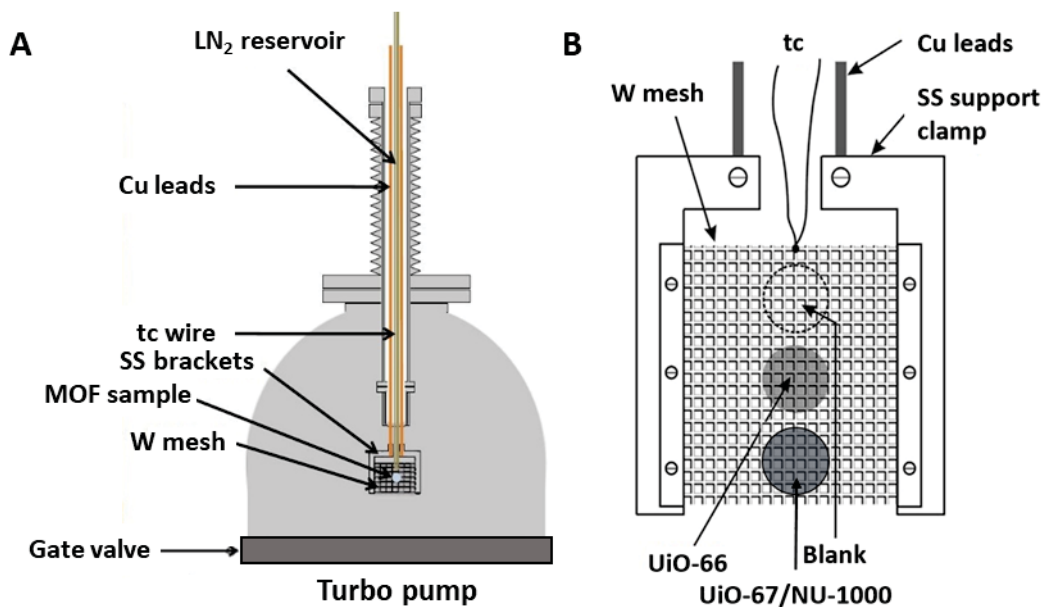 A
LN₂ reservoir
Cu leads
tc wire
SS brackets
MOF sample
W mesh
Gate valve
Turbo pump
B
tc
Cu leads
W mesh
SS support
clamp
UiO-66
Blank
UiO-67/NU-1000